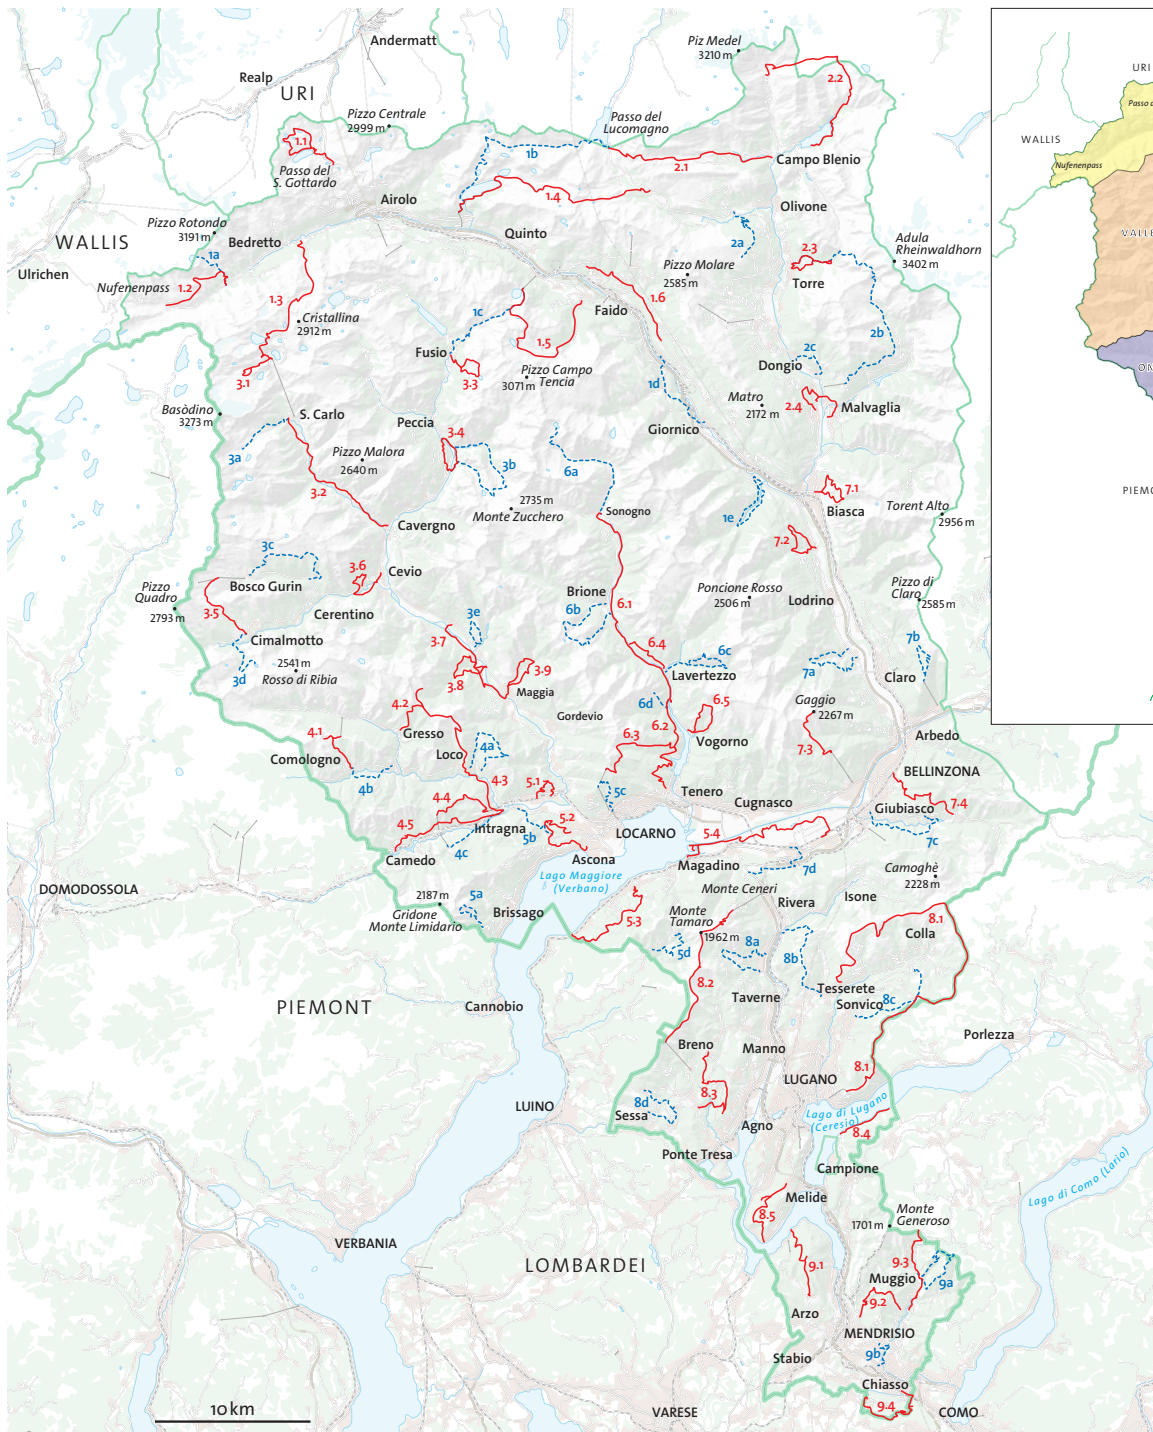 Andermatt
Realp
URI
Pizzo Centrale
2999 m
Piz Medel
3210 m
2.2
Passo del
Lucomagno
1.1
Passo del
S. Gottardo
1b
2.1
Campo Blenio
Airolo
1.4
Olivone
Pizzo Rotondo
3191 m
WALLIS
Bedretto
Quinto
2a
2.3
Adula
Rheinwaldhorn
3402 m
Ulrichen
1a
Nufenenpass
1.2
1.3
Pizzo Molare
2585 m
Torre
Cristallina
2912 m
1c
Faido
1.6
2b
1.5
Fusio
3.3
Pizzo Campo
Tencia
3071 m
3.1
1d
2c
Dongio
Basòdino
3273 m
S. Carlo
Matro
2172 m
2.4
Malvaglia
Peccia
3.4
Giornico
3a
Pizzo Malora
2640 m
3b
6a
3.2
2735 m
Monte Zucchero
Sonogno
1e
7.1
Biasca
Torent Alto
2956 m
Cavergno
7.2
3c
3.6
Cevio
Bosco Gurin
Pizzo
Quadro
2793 m
3.5
Cerentino
Brione
6b
6.1
Poncione Rosso
2506 m
Lodrino
Pizzo di
Claro
2585 m
3e
Cimalmotto
3.7
6.4
7b
3d
2541 m
Rosso di Ribia
3.8
3.9
Maggia
6c
Lavertezzo
7a
Claro
4.2
Gresso
Gordevio
6d
6.5
6.2
Gaggio
2267 m
4.1
Comologno
Loco
4a
6.3
Vogorno
7.3
Arbedo
4b
4.3
5.1
5c
Tenero
Cugnasco
BELLINZONA
4.4
Giubiasco
7.4
4.5
Intragna
5.2
5b
LOCARNO
5.4
7c
Camedo
4c
Ascona
Lago Maggiore
(Verbano)
Magadino
7d
Camoghè
2228 m
DOMODOSSOLA
2187 m
Gridone
Monte Limidario
5a
Brissago
5.3
Monte Ceneri
Monte
Tamaro
1962 m
Rivera
Isone
8.1
Colla
5d
8a
8b
PIEMONT
Cannobio
8.2
Taverne
Tesserete
Sonvico
8c
Breno
Manno
Porlezza
LUGANO
8.1
8.3
8d
Sessa
LUINO
Lago di Lugano
(Ceresio)
8.4
Agno
Ponte Tresa
Campione
Lago di Como (Lario)
Melide
8.5
Monte
Generoso
1701 m
VERBANIA
LOMBARDEI
9.1
9.3
Muggio
9a
9.2
Arzo
MENDRISIO
9b
Stabio
Chiasso
9.4
10 km
VARESE
COMO
URI
WALLIS
Nufenenpass